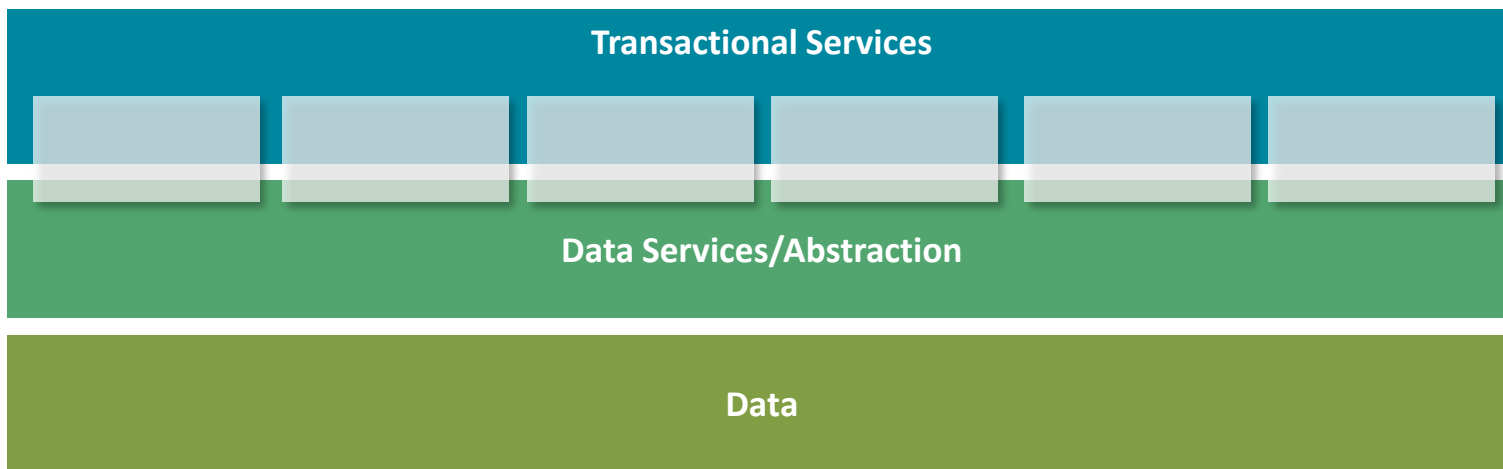 Transactional Services
Data Services/Abstraction
Data